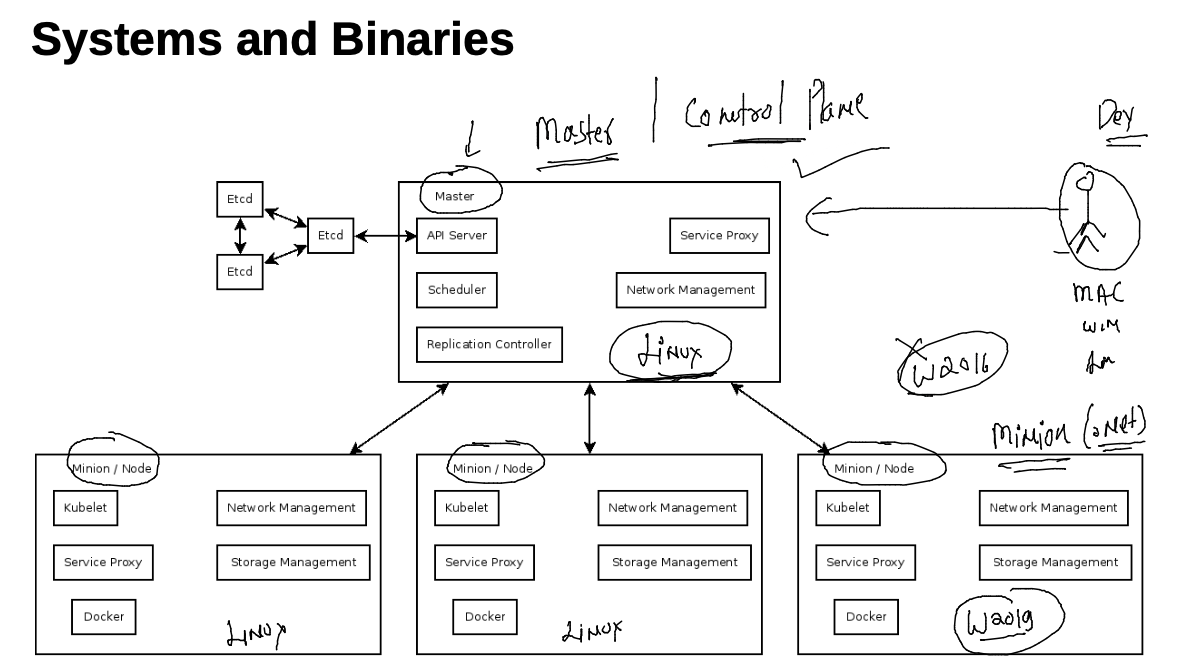 Systems and Binaries
Master | Control Plane
Dev
Etcd
Etcd
Etcd
Master
API Server
Service Proxy
Scheduler
Network Management
Replication Controller
Linux
MAC
WIN
W2016
Minion (.Net)
Minion / Node
Kubelet
Network Management
Service Proxy
Storage Management
Docker
Linux
Minion / Node
Kubelet
Network Management
Service Proxy
Storage Management
Docker
Linux
Minion / Node
Kubelet
Network Management
Service Proxy
Storage Management
Docker
W2019